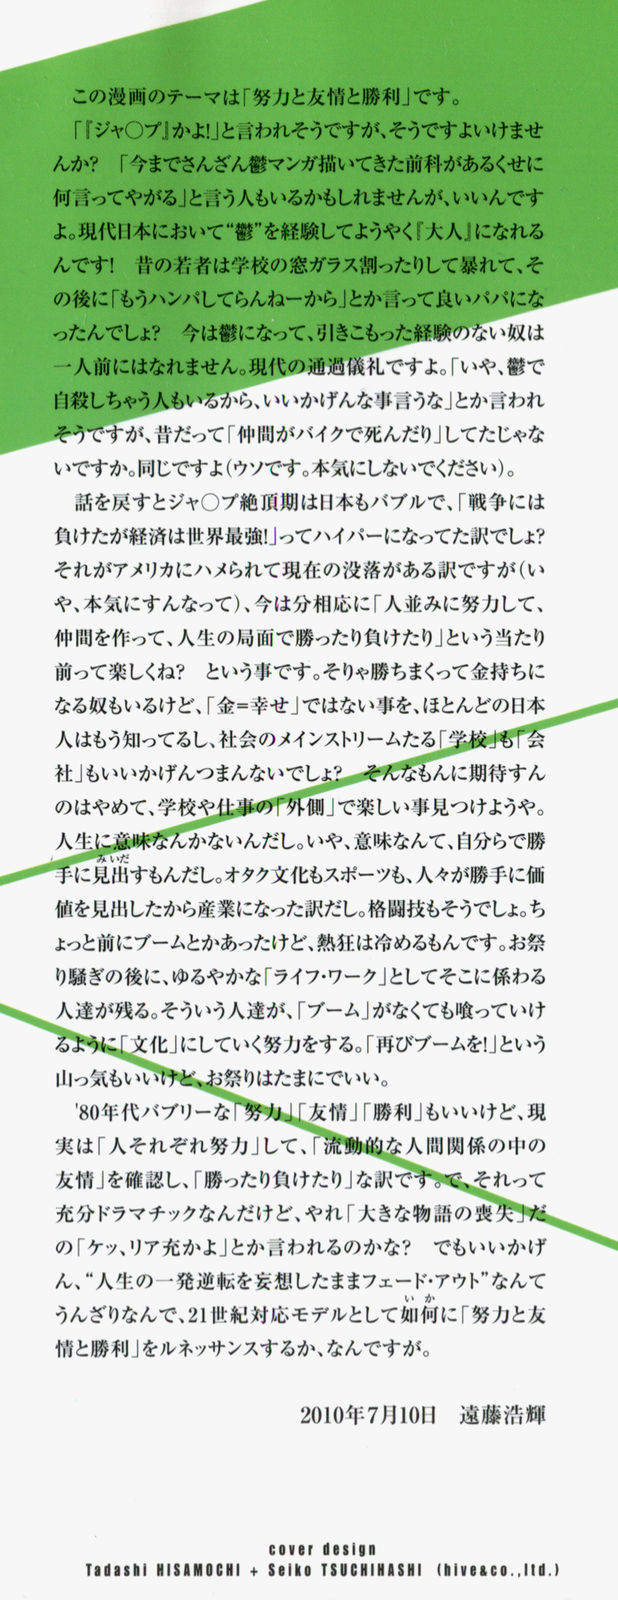 この漫画のテーマは「努力と友情と勝利」です。
「『ジャ○プ』かよ!」と言われそうですが、そうですよいけませ
んか?　「今までさんざん鬱マンガ描いてきた前科があるくせに
何言ってやがる」と言う人もいるかもしれませんが、いいんです
よ。現代日本において“鬱”を経験してようやく『大人』になれる
んです!　昔の若者は学校の窓ガラス割ったりして暴れて、そ
の後に「もうハンパしてらんねーから」とか言って良いパパにな
ったんでしょ?　今は鬱になって、引きこもった経験のない奴は
一人前にはなれません。現代の通過儀礼ですよ。「いや、鬱で
自殺しちゃう人もいるから、いいかげんな事言うな」とか言われ
そうですが、昔だって「仲間がバイクで死んだり」してたじゃな
いですか。同じですよ(ウソです。本気にしないでください)。
話を戻すとジャ○プ絶頂期は日本もバブルで、「戦争には
負けたが経済は世界最強!」ってハイパーになってた訳でしょ?
それがアメリカにハメられて現在の没落がある訳ですが(い
や、本気にすんなって)、今は分相応に「人並みに努力して、
仲間を作って、人生の局面で勝ったり負けたり」という当たり
前って楽しくね?　という事です。そりゃ勝ちまくって金持ちに
なる奴もいるけど、「金=幸せ」ではない事を、ほとんどの日本
人はもう知ってるし、社会のメインストリームたる「学校」も「会
社」もいいかげんつまんないでしょ?　そんなもんに期待すん
のはやめて、学校や仕事の「外側」で楽しい事見つけようや。
人生に意味なんかないんだし。いや、意味なんて、自分らで勝
手に見出すもんだし。オタク文化もスポーツも、人々が勝手に価
値を見出したから産業になった訳だし。格闘技もそうでしょ。ち
ょっと前にブームとかあったけど、熱狂は冷めるもんです。お祭
り騒ぎの後に、ゆるやかな「ライフ・ワーク」としてそこに係わる
人達が残る。そういう人達が、「ブーム」がなくても喰っていけ
るように「文化」にしていく努力をする。「再びブームを!」という
山っ気もいいけど、お祭りはたまにでいい。
'80年代バブリーな「努力」「友情」「勝利」もいいけど、現
実は「人それぞれ努力」して、「流動的な人間関係の中の
友情」を確認し、「勝ったり負けたり」な訳です。で、それって
充分ドラマチックなんだけど、やれ「大きな物語の喪失」だ
の「ケッ、リア充かよ」とか言われるのかな?　でもいいかげ
ん、“人生の一発逆転を妄想したままフェード・アウト”なんて
うんざりなんで、21世紀対応モデルとして如何に「努力と友
情と勝利」をルネッサンスするか、なんですが。
2010年7月10日　遠藤浩輝
cover design
Tadashi HISAMOCHI + Seiko TSUCHIHASHI (hive&co.,ltd.)